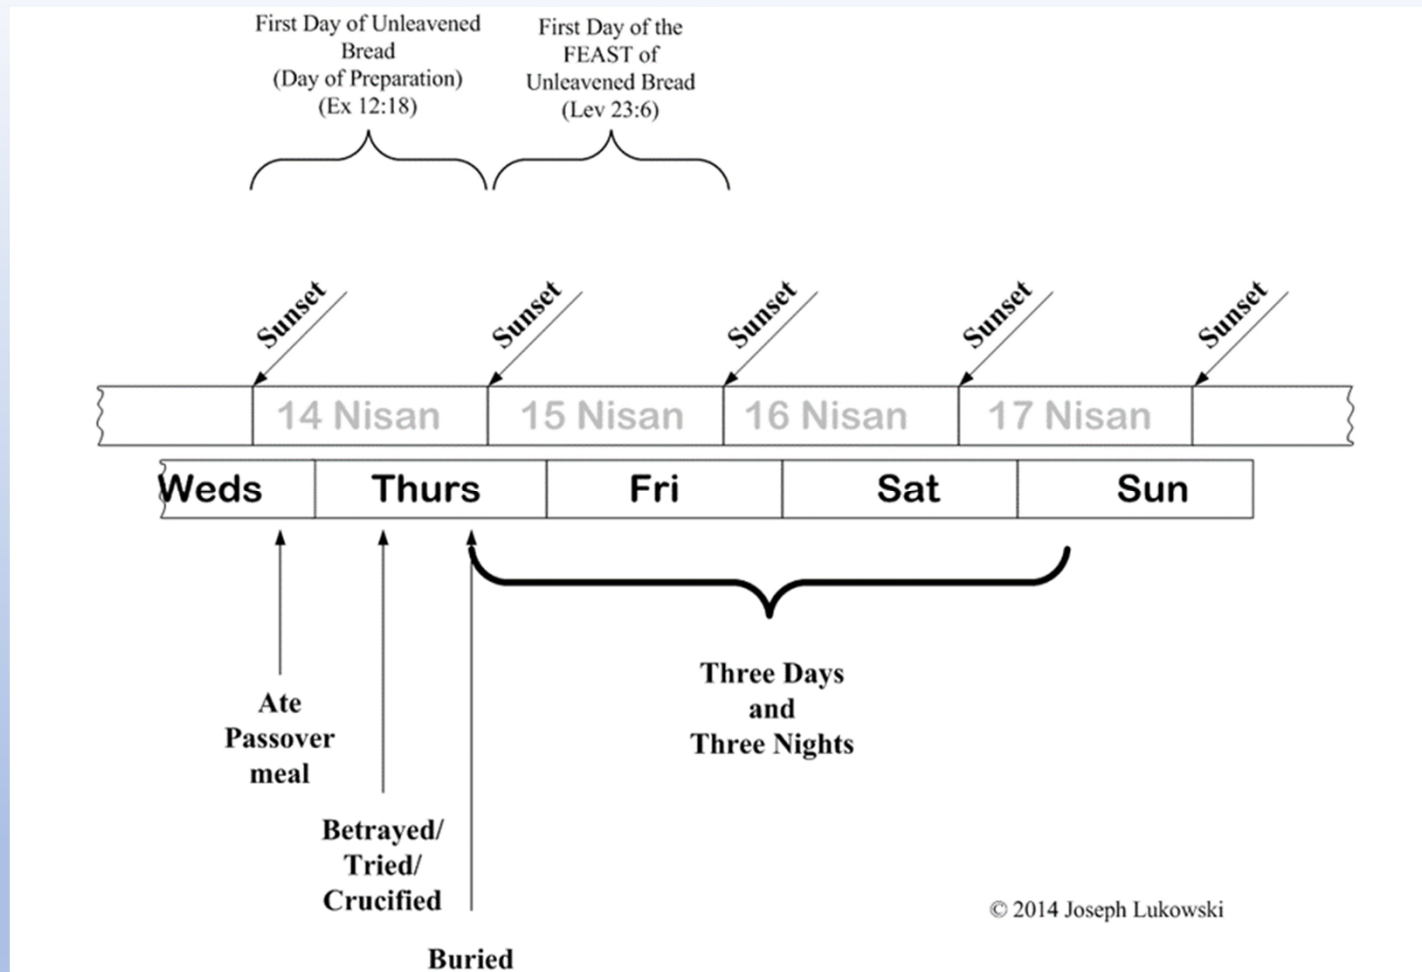 First Day of Unleavened
Bread
(Day of Preparation)
(Ex 12:18)
First Day of the
FEAST of
Unleavened Bread
(Lev 23:6)
Sunset
Sunset
Sunset
Sunset
Sunset
14 Nisan
15 Nisan
16 Nisan
17 Nisan
Weds
Thurs
Fri
Sat
Sun
Ate
Passover
meal
Betrayed/
Tried/
Crucified
Buried
Three Days
and
Three Nights
© 2014 Joseph Lukowski